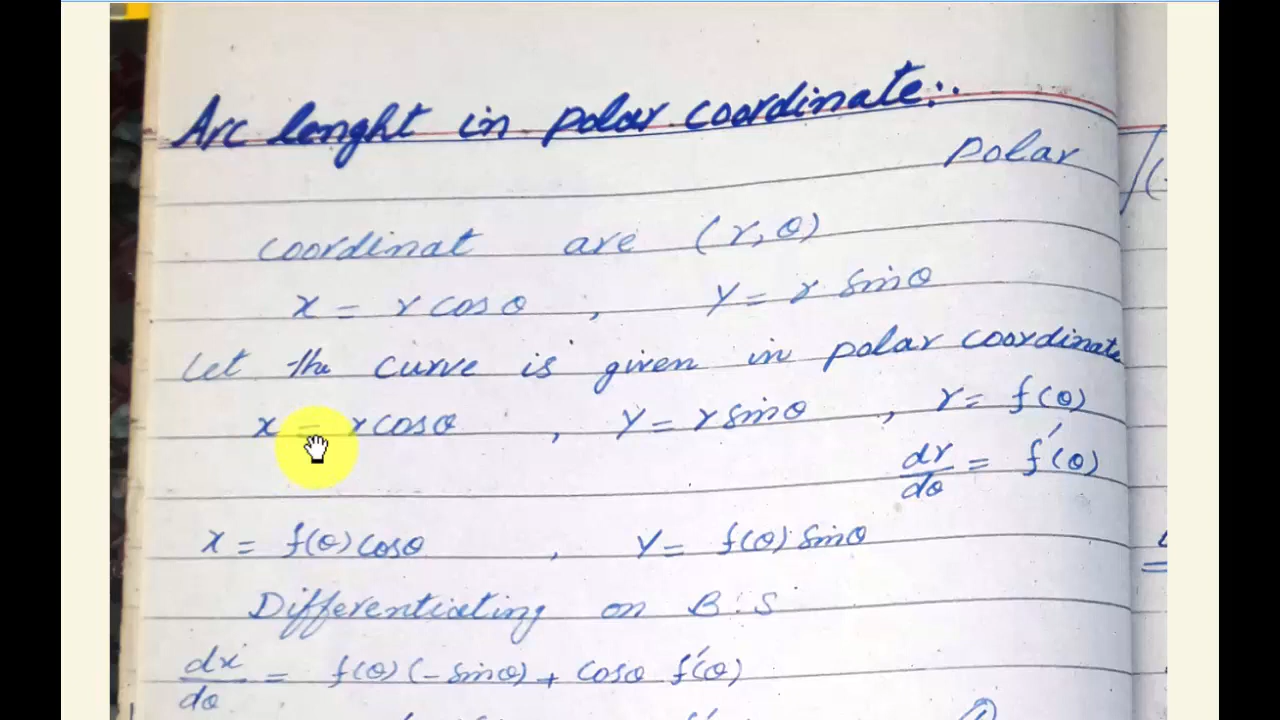 Arc lenght in polar coordinate:.
polar
coordinat are (r, θ)
x = r cosθ , y = r sinθ
Let the curve is given in polar coordinate
x = r cosθ , y = r sinθ , r = f(θ)
dr/dθ = f'(θ)
x = f(θ) cosθ , y = f(θ) sinθ
Differentiating on B.S
dx/dθ = f(θ) (- sinθ) + cosθ f'(θ)